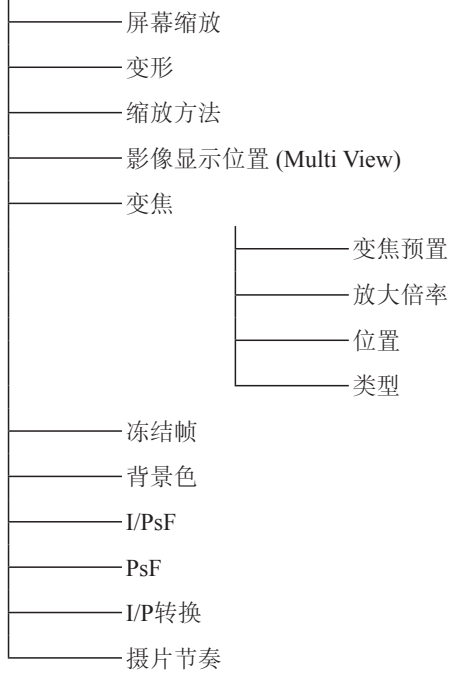 屏幕缩放
变形
缩放方法
影像显示位置 (Multi View)
变焦
变焦预置
放大倍率
位置
类型
冻结帧
背景色
I/PsF
PsF
I/P转换
摄片节奏